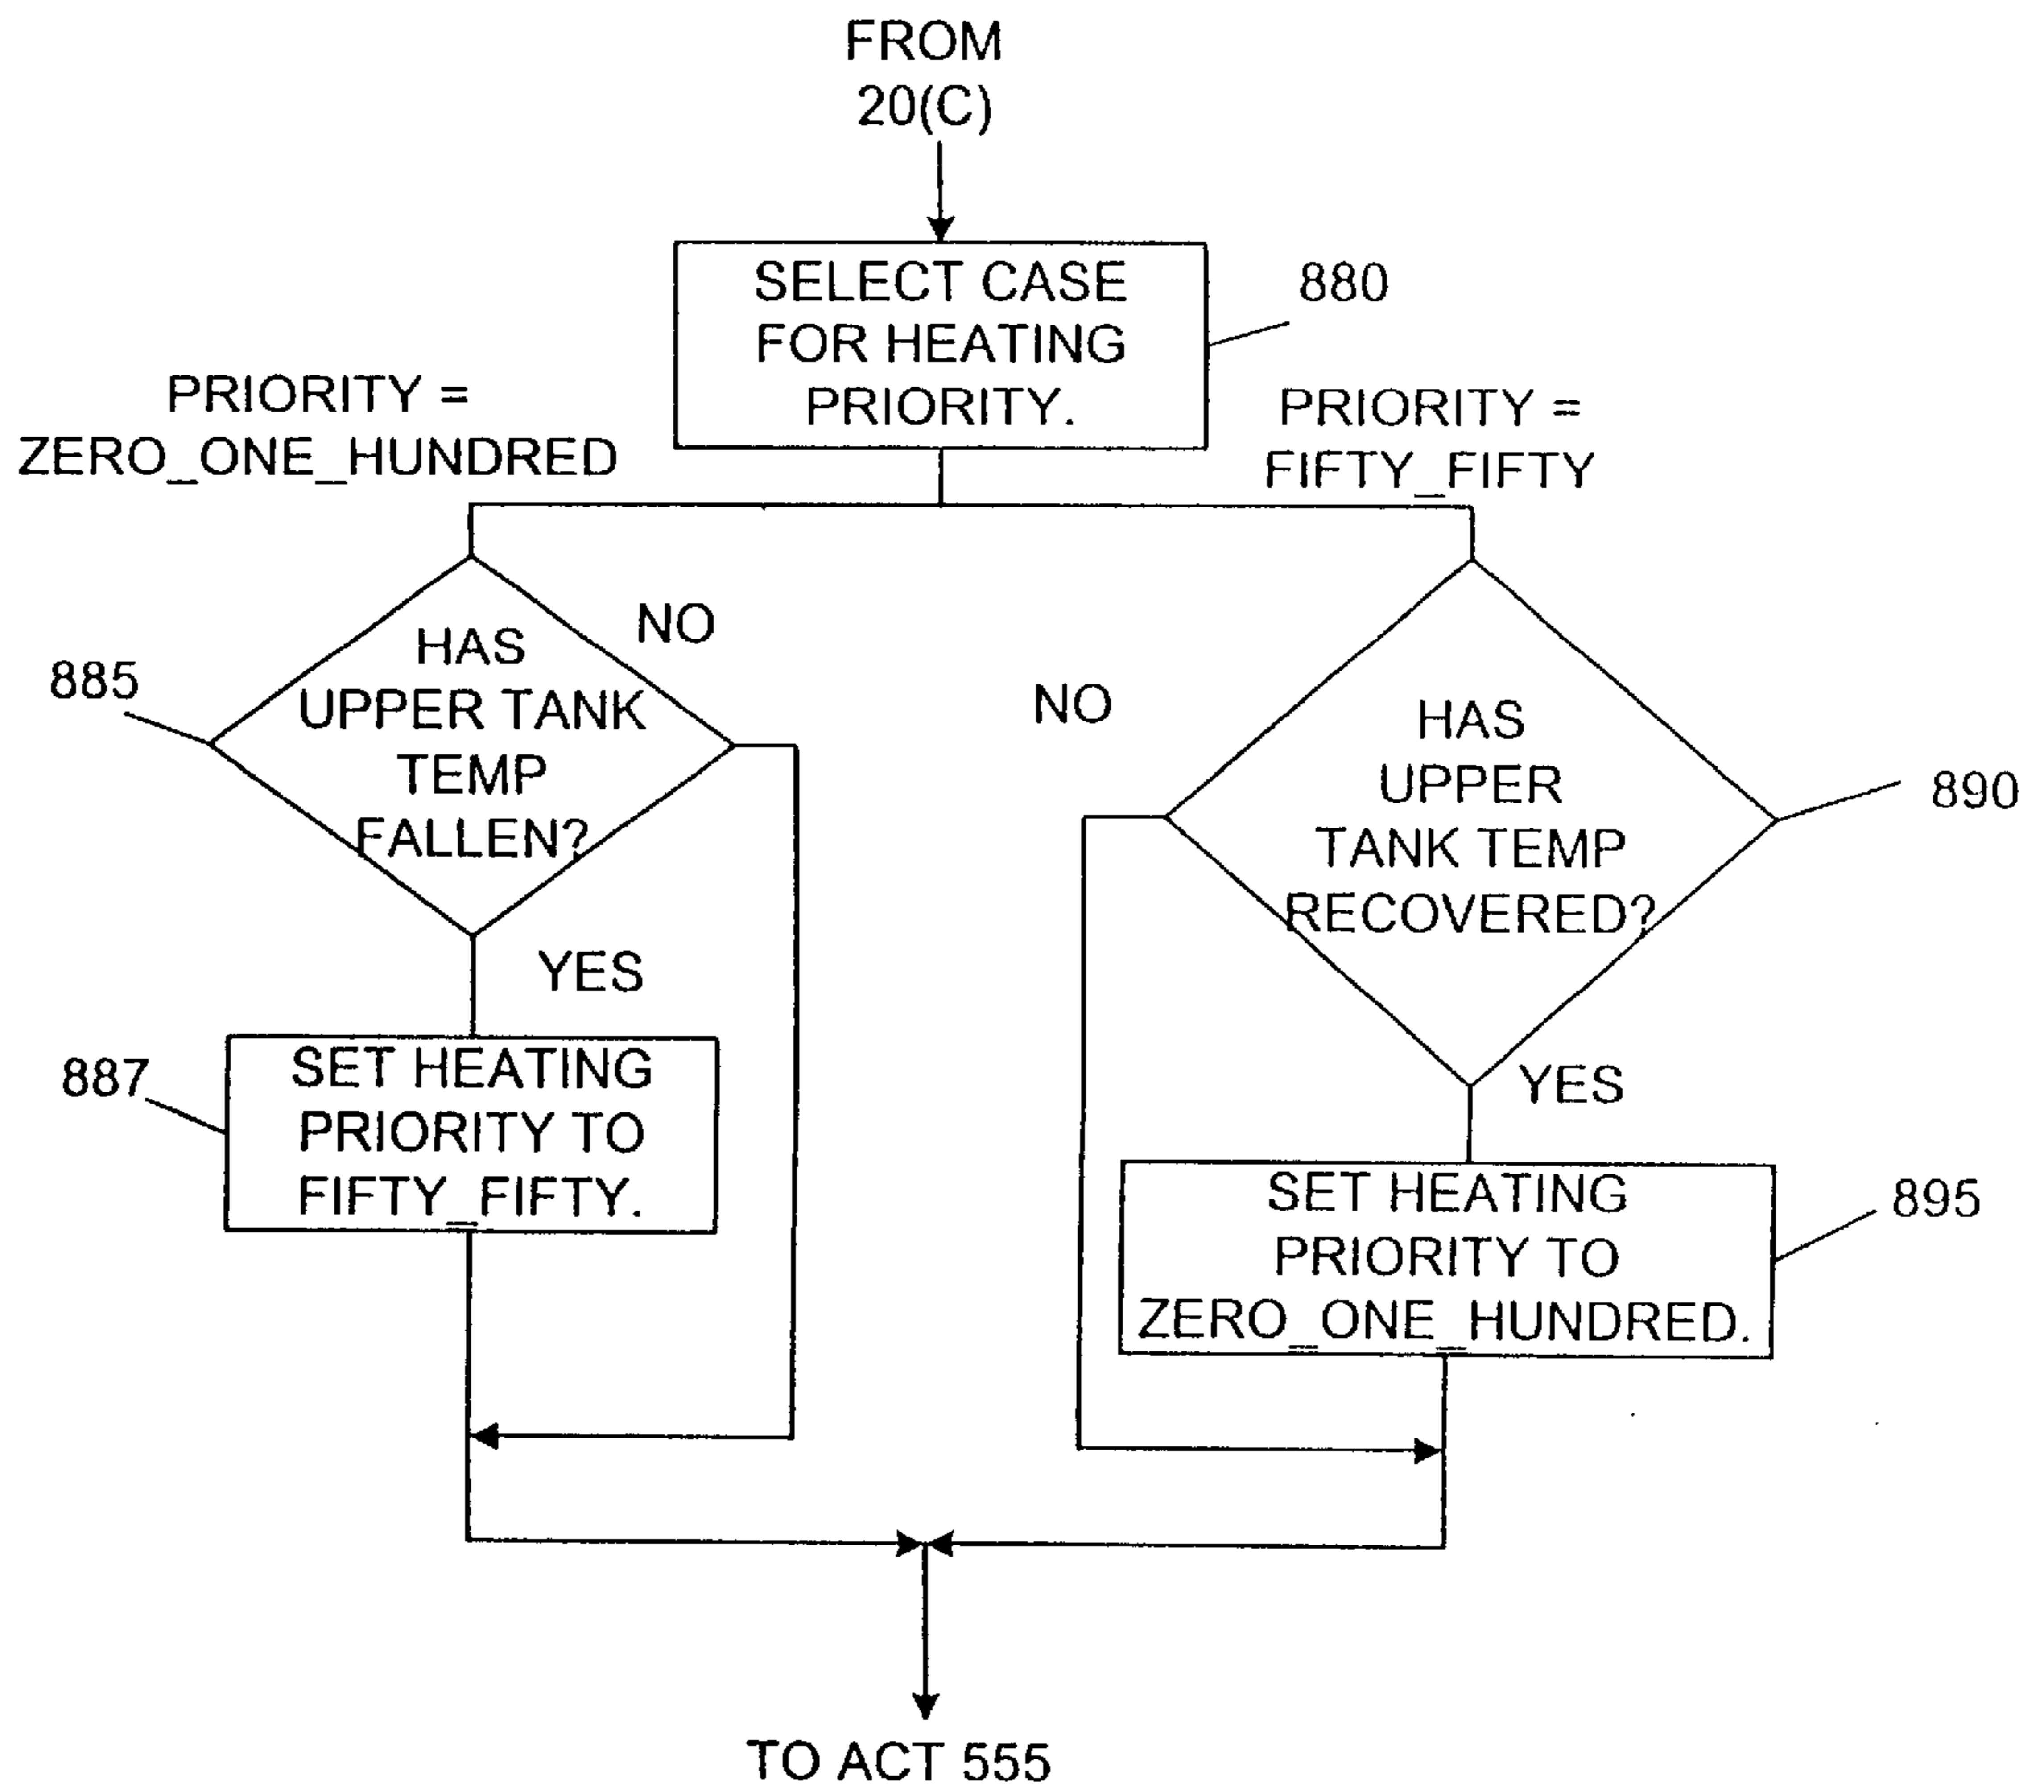 FROM
20(C)
SELECT CASE
FOR HEATING
PRIORITY.
880
PRIORITY =
ZERO_ONE_HUNDRED
PRIORITY =
FIFTY_FIFTY
HAS
UPPER TANK
TEMP
FALLEN?
885
NO
YES
NO
HAS
UPPER
TANK TEMP
RECOVERED?
890
YES
887
SET HEATING
PRIORITY TO
FIFTY_FIFTY.
SET HEATING
PRIORITY TO
ZERO_ONE_HUNDRED.
895
TO ACT 555